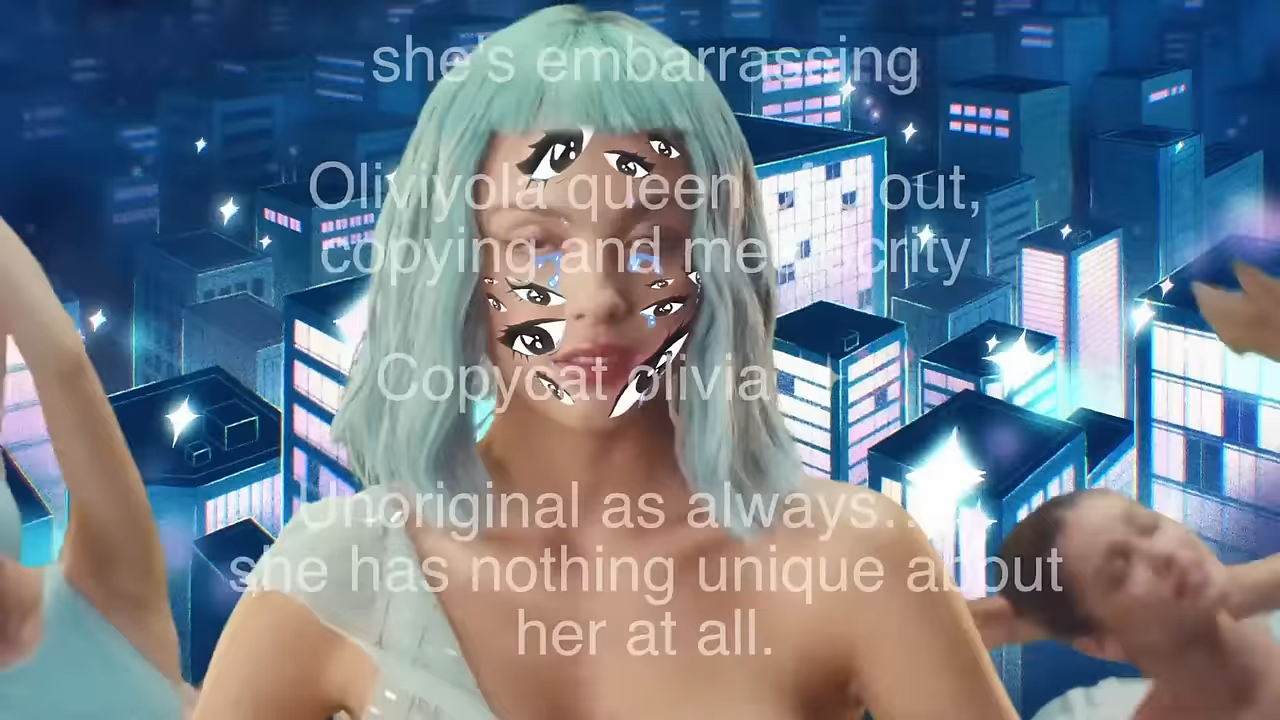 she's embarrassing
Oliviyola queen out,
copying and mediocrity
Copycat olivia
Unoriginal as always...
she has nothing unique about
her at all.